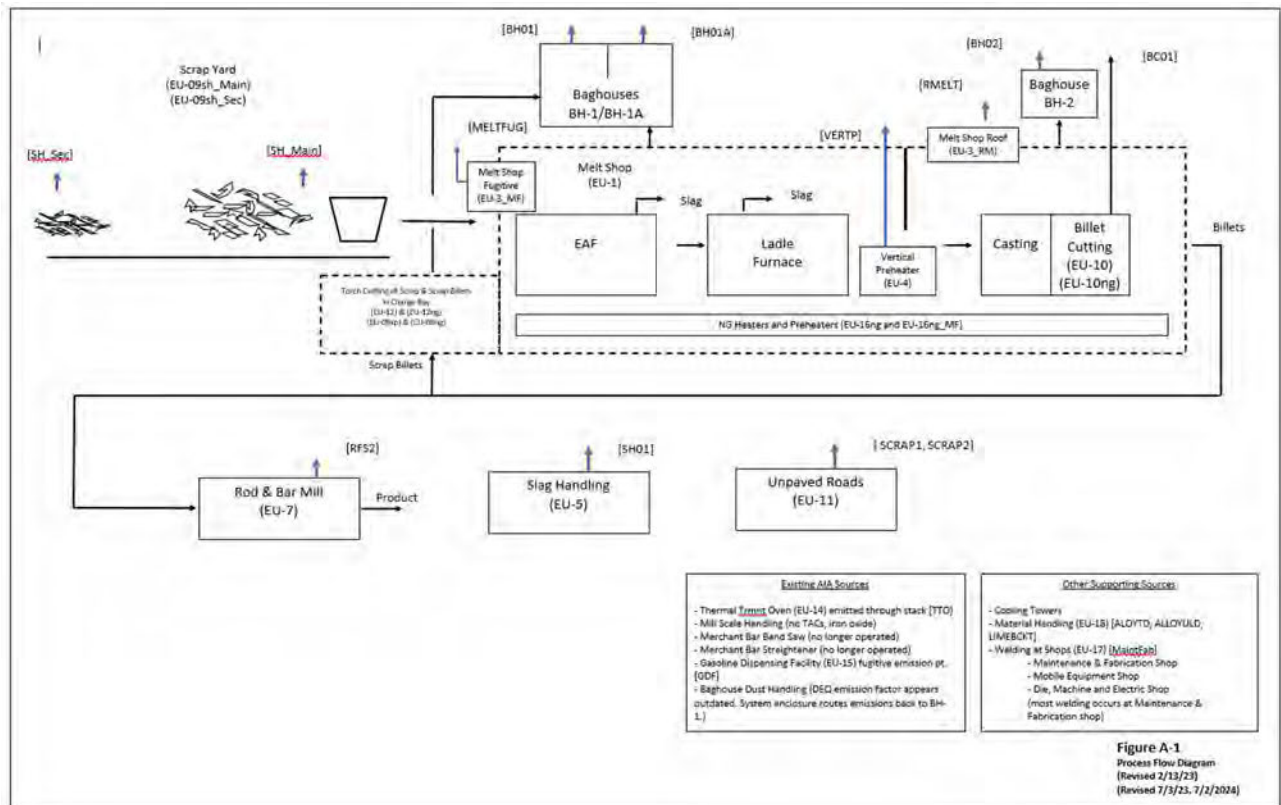 [BH01]
[BH01A]
[BH02]
[BC01]
Scrap Yard
(EU-09sh_Main)
(EU-09sh_Sec)
Baghouses
BH-1/BH-1A
Baghouse
BH-2
[RMELT]
[MELTFUG]
[VERTP]
[SH_Sec]
[SH_Main]
Melt Shop Roof
(EU-3_RM)
Melt Shop
Fugitive
(EU-3_MF)
Melt Shop
(EU-1)
Slag
Slag
Billets
EAF
Ladle
Furnace
Vertical
Preheater
(EU-4)
Casting
Billet
Cutting
(EU-10)
(EU-10ng)
Torch Cutting of Scrap & Scrap Billets
in Charge Bay
NG Heaters and Preheaters (EU-16ng and EU-16ng_MF)
Scrap Billets
[RFS2]
[SH01]
[SCRAP1, SCRAP2]
Rod & Bar Mill
(EU-7)
Product
Slag Handling
(EU-5)
Unpaved Roads
(EU-11)
Existing AIA Sources
- Thermal Trmnt Oven (EU-14) emitted through stack [TTO]
- Mill Scale Handling (no TACs, iron oxide)
- Merchant Bar Band Saw (no longer operated)
- Merchant Bar Streightener (no longer operated)
- Gasoline Dispensing Facility (EU-15) fugitive emission pt.
[GDF]
- Baghouse Dust Handling (DEQ emission factor appears
outdated. System enclosure routes emissions back to BH-
1.)
Other Supporting Sources
- Cooling Towers
- Material Handling (EU-18) [ALOYTD, ALLOYULD,
LIMEBCKT]
- Welding at Shops (EU-17) [MaintFab]
- Maintenance & Fabrication Shop
- Mobile Equipment Shop
- Die, Machine and Electric Shop
(most welding occurs at Maintenance &
Fabrication shop)
Figure A-1
Process Flow Diagram
(Revised 2/13/23)
(Revised 7/3/23, 7/2/2024)